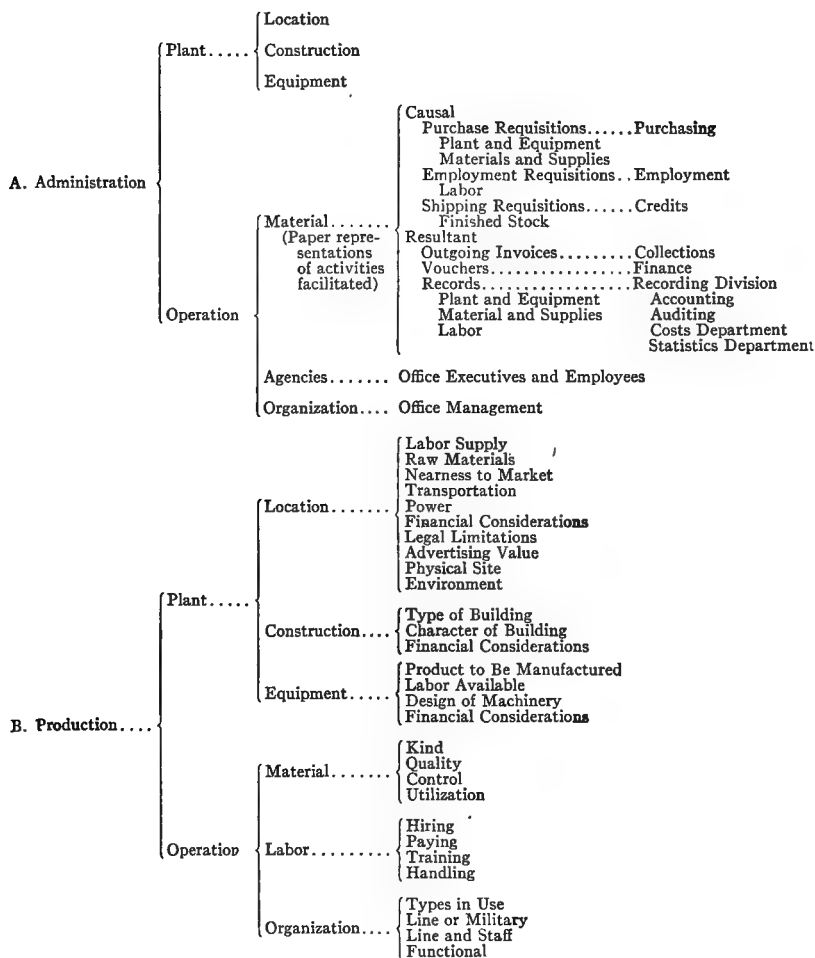 Location
Plant..... Construction
Equipment
A. Administration
Causal
Purchase Requisitions......Purchasing
Plant and Equipment
Materials and Supplies
Employment Requisitions..Employment
Labor
Shipping Requisitions......Credits
Finished Stock
Material.......
(Paper repre-
sentations
of activities
facilitated)
Resultant
Outgoing Invoices.........Collections
Vouchers..................Finance
Records...................Recording Division
Plant and Equipment Accounting
Material and Supplies Auditing
Labor Costs Department
Statistics Department
Operation
Agencies....... Office Executives and Employees
Organization.... Office Management
Labor Supply
Raw Materials
Nearness to Market
Transportation
Location....... Power
Financial Considerations
Legal Limitations
Advertising Value
Physical Site
Environment
Plant.....
Type of Building
Construction.... Character of Building
Financial Considerations
Product to Be Manufactured
Equipment..... Labor Available
Design of Machinery
Financial Considerations
B. Production....
Kind
Material....... Quality
Control
Utilization
Hiring
Operation Labor......... Paying
Training
Handling
Types in Use
Organization.... Line or Military
Line and Staff
Functional